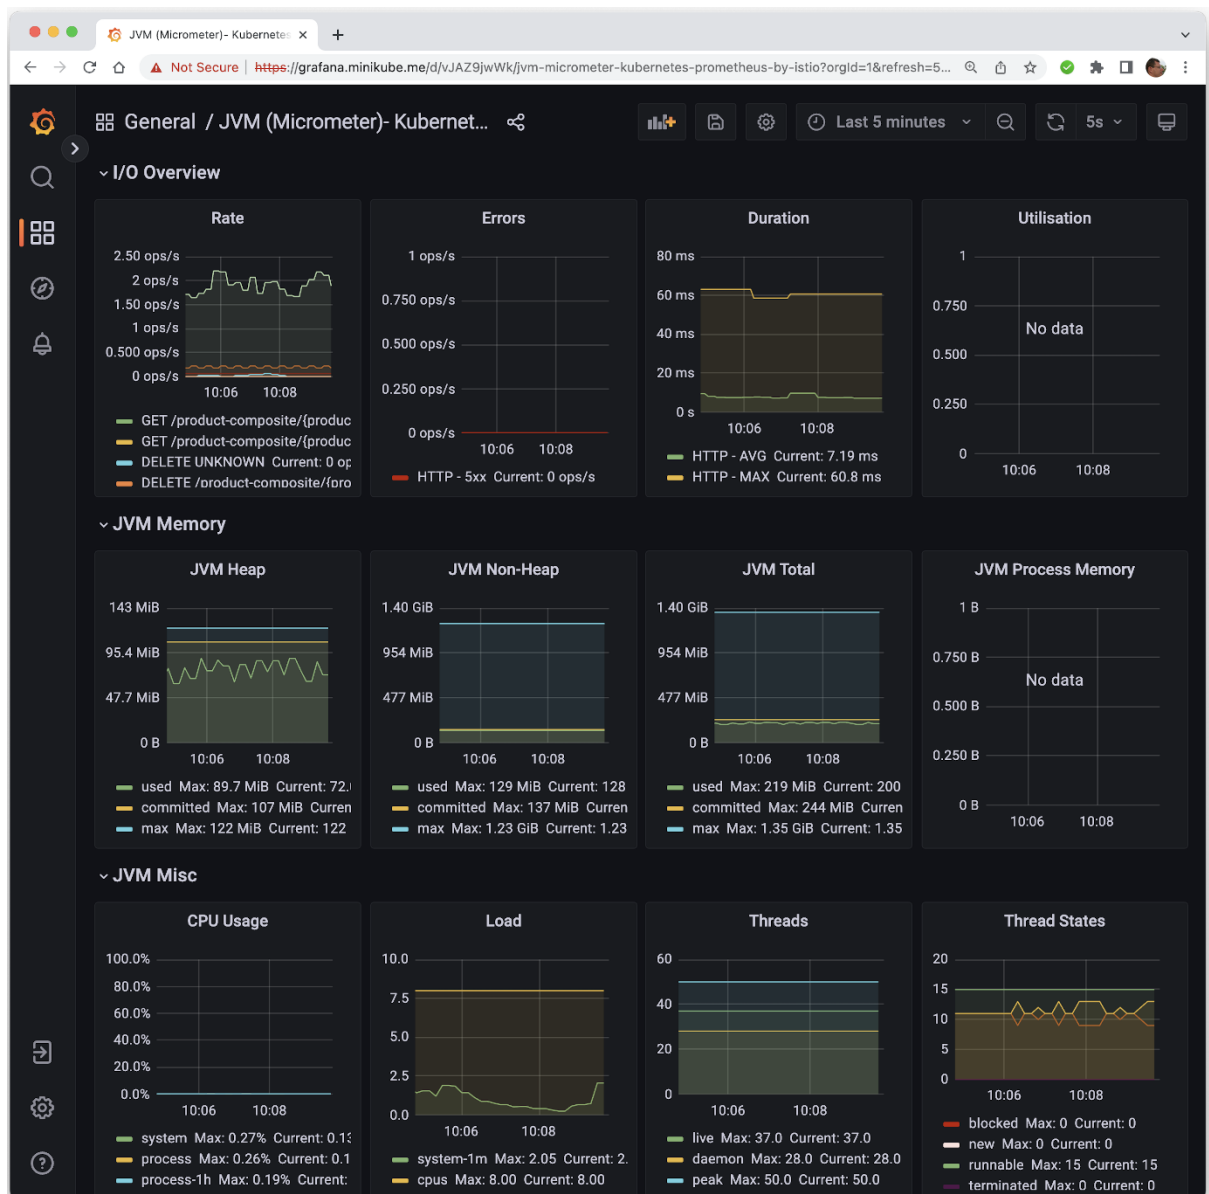 JVM (Micrometer)- Kubernetes
Not Secure | https://grafana.minikube.me/d/vJAZ9jwWk/jvm-micrometer-kubernetes-prometheus-by-istio?orgId=1&refresh=5...
General / JVM (Micrometer)- Kubernet...
Last 5 minutes
5s
I/O Overview
Rate
2.50 ops/s
2 ops/s
1.50 ops/s
1 ops/s
0.500 ops/s
0 ops/s
10:06 10:08
GET /product-composite/{produc
GET /product-composite/{produc
DELETE UNKNOWN Current: 0 op
DELETE /product-composite/{pro
Errors
1 ops/s
0.750 ops/s
0.500 ops/s
0.250 ops/s
0 ops/s
10:06 10:08
HTTP - 5xx Current: 0 ops/s
Duration
80 ms
60 ms
40 ms
20 ms
0 s
10:06 10:08
HTTP - AVG Current: 7.19 ms
HTTP - MAX Current: 60.8 ms
Utilisation
1
0.750
0.500
0.250
0
No data
10:06 10:08
JVM Memory
JVM Heap
143 MiB
95.4 MiB
47.7 MiB
0 B
10:06 10:08
used Max: 89.7 MiB Current: 72.
committed Max: 107 MiB Curren
max Max: 122 MiB Current: 122
JVM Non-Heap
1.40 GiB
954 MiB
477 MiB
0 B
10:06 10:08
used Max: 129 MiB Current: 128
committed Max: 137 MiB Curren
max Max: 1.23 GiB Current: 1.23
JVM Total
1.40 GiB
954 MiB
477 MiB
0 B
10:06 10:08
used Max: 219 MiB Current: 200
committed Max: 244 MiB Curren
max Max: 1.35 GiB Current: 1.35
JVM Process Memory
1 B
0.750 B
0.500 B
0.250 B
0 B
No data
10:06 10:08
JVM Misc
CPU Usage
100.0%
80.0%
60.0%
40.0%
20.0%
0.0%
10:06 10:08
system Max: 0.27% Current: 0.13
process Max: 0.26% Current: 0.1
process-1h Max: 0.19% Current:
Load
10.0
7.5
5.0
2.5
0.0
10:06 10:08
system-1m Max: 2.05 Current: 2.
cpus Max: 8.00 Current: 8.00
Threads
60
40
20
0
10:06 10:08
live Max: 37.0 Current: 37.0
daemon Max: 28.0 Current: 28.0
peak Max: 50.0 Current: 50.0
Thread States
20
15
10
5
0
10:06 10:08
blocked Max: 0 Current: 0
new Max: 0 Current: 0
runnable Max: 15 Current: 15
terminated Max: 0 Current: 0